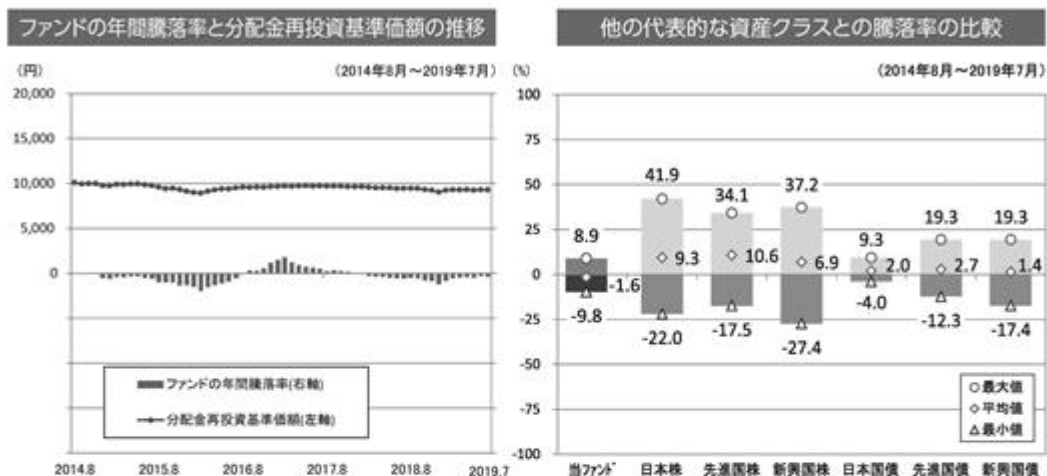 ファンドの年間騰落率と分配金再投資基準価額の推移
(円)
(2014年8月～2019年7月)
20,000
15,000
10,000
5,000
0
ファンドの年間騰落率(右軸)
分配金再投資基準価額(左軸)
2014.8
2015.8
2016.8
2017.8
2018.8
2019.7
他の代表的な資産クラスとの騰落率の比較
(%)
(2014年8月～2019年7月)
100
75
50
25
0
-25
-50
-75
-100
8.9
41.9
34.1
37.2
9.3
19.3
19.3
-1.6
9.3
10.6
6.9
2.0
2.7
1.4
-9.8
-22.0
-17.5
-27.4
-4.0
-12.3
-17.4
○最大値
◇平均値
△最小値
当ファンド
日本株
先進国株
新興国株
日本国債
先進国債
新興国債